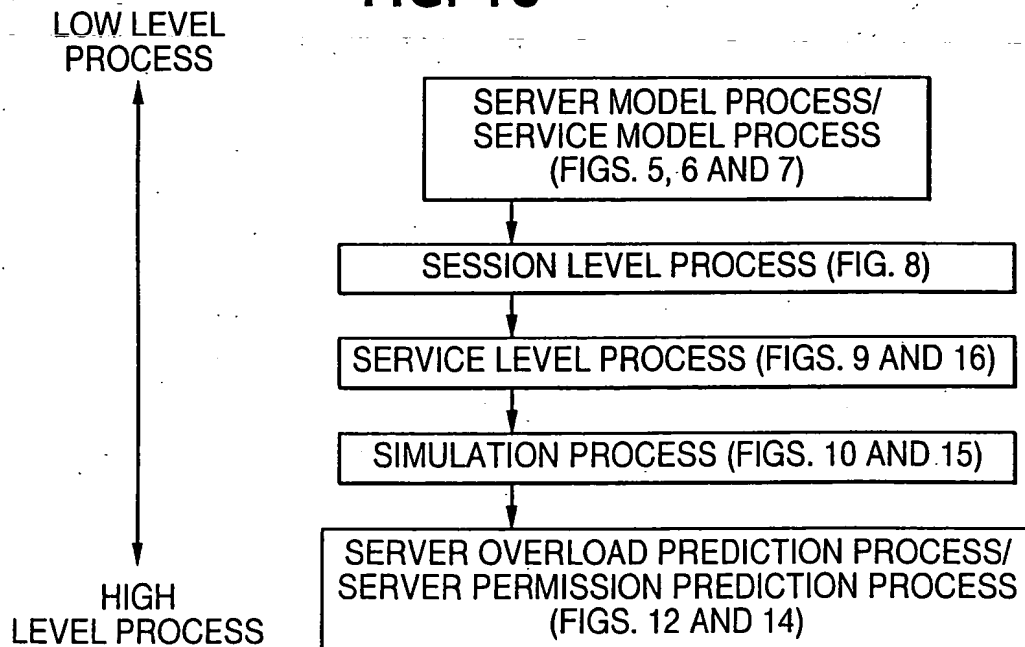 LOW LEVEL
PROCESS
SERVER MODEL PROCESS/
SERVICE MODEL PROCESS
(FIGS. 5, 6 AND 7)
SESSION LEVEL PROCESS (FIG. 8)
SERVICE LEVEL PROCESS (FIGS. 9 AND 16)
SIMULATION PROCESS (FIGS. 10 AND 15)
SERVER OVERLOAD PREDICTION PROCESS/
SERVER PERMISSION PREDICTION PROCESS
(FIGS. 12 AND 14)
HIGH
LEVEL PROCESS